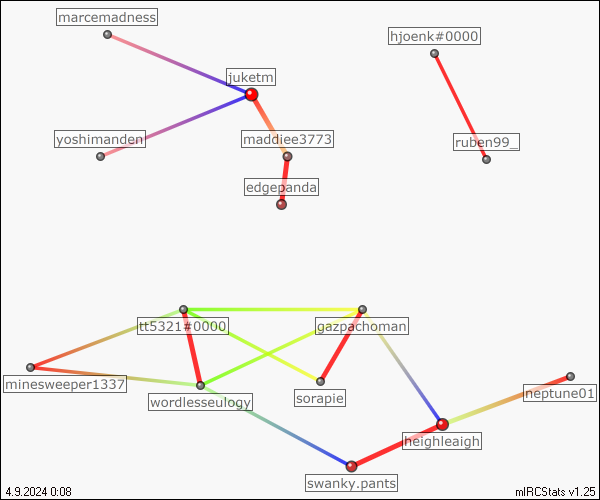 marcemadness
hjoenk#0000
juketm
yoshimanden
maddiee3773
ruben99_
edgepanda
tt5321#0000
gazpachoman
minesweeper1337
neptune01
sorapie
wordlesseulogy
heighleaigh
swanky.pants
4.9.2024 0:08
mIRCStats v1.25